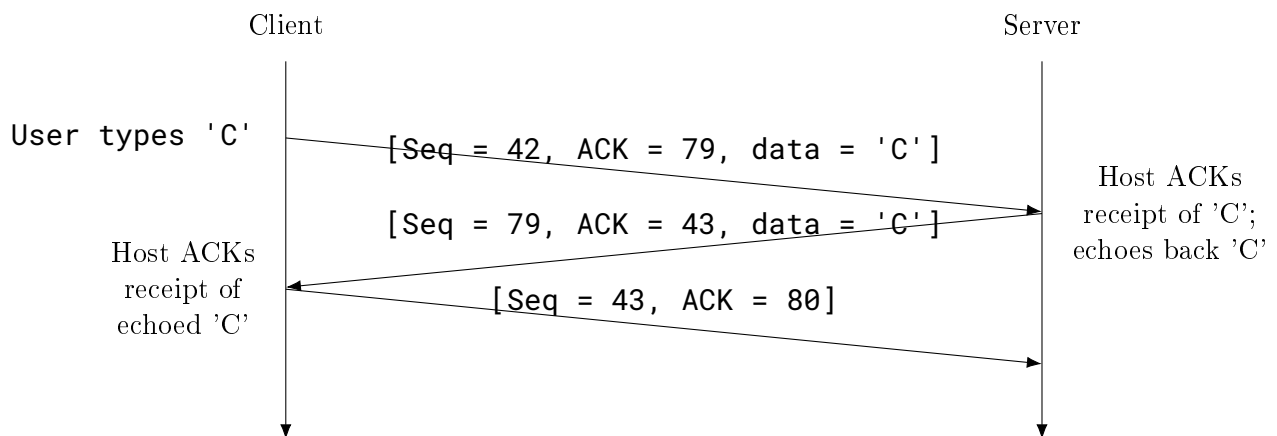 Client
Server
User types 'C'
[Seq = 42, ACK = 79, data = 'C']
Host ACKs
receipt of 'C';
echoes back 'C'
[Seq = 79, ACK = 43, data = 'C']
Host ACKs
receipt of
echoed 'C'
[Seq = 43, ACK = 80]